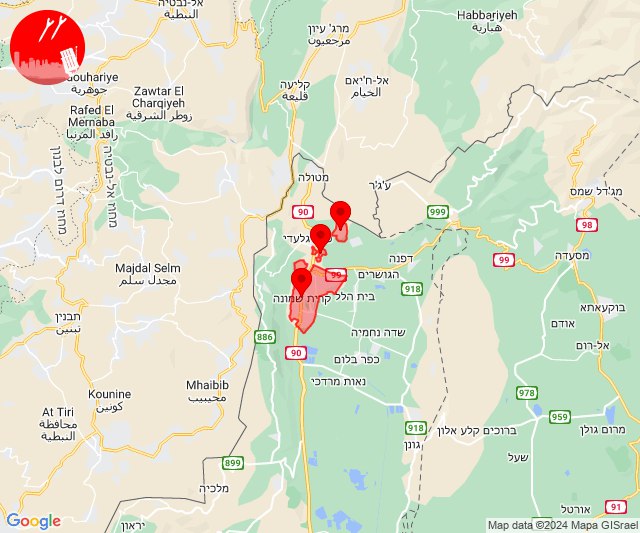 אל-נבטיה
النبطية
Habbariyeh
הבارיה
هبارية
מרג' עיון
مرجعيون
Jouhariye
جوهرية
קליעה
قليعة
אל-ח'יאם
الخيام
Zawtar El
Charqiyeh
زوطر الشرقية
Rafed El
Mernaba
رافد المرنبا
מחוז דרום לבנון
מחוז אל-נבטיה
מטולה
ע'ג'ר
מג'דל שמס
90
999
98
כפר גלעדי
דפנה
99
מסעדה
Majdal Selm
مجدل سلم
99
הגושרים
918
קרית שמונה
בית הלל
בוקעאתא
תבנין
تبنين
886
שדה נחמיה
אודם
אל-רום
90
כפר בלום
Mhaibib
محيبيب
נאות מרדכי
978
Kounine
كونين
At Tiri
محافظة
النبطية
918
959
גונן
ברוכים קלע אלון
מרום גולן
899
שעל
מלכיה
91
אורטל
יראון
Google
Map data ©2024 Mapa GISrael